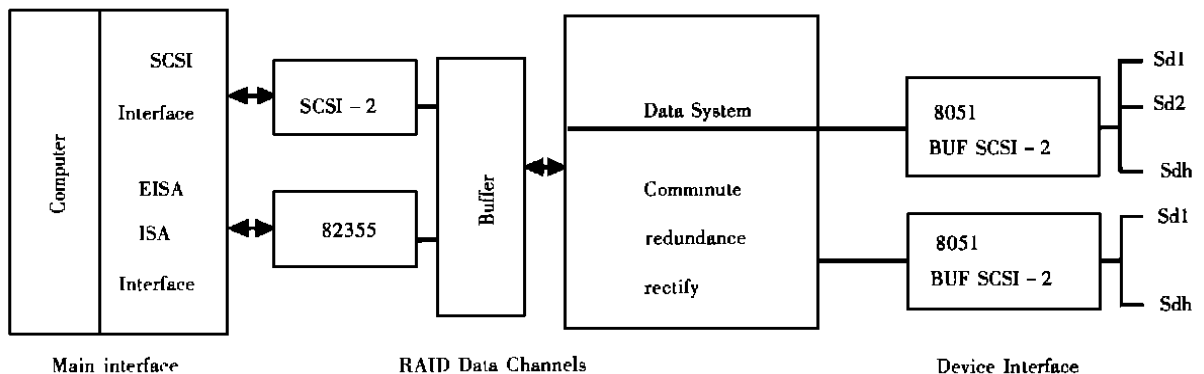 Computer
SCSI
Interface
EISA
ISA
Interface
SCSI - 2
82355
Buffer
Data System
Comminute
redundance
rectify
8051
BUF SCSI - 2
Sd1
Sd2
Sdh
8051
BUF SCSI - 2
Sd1
Sdh
Main interface
RAID Data Channels
Device Interface